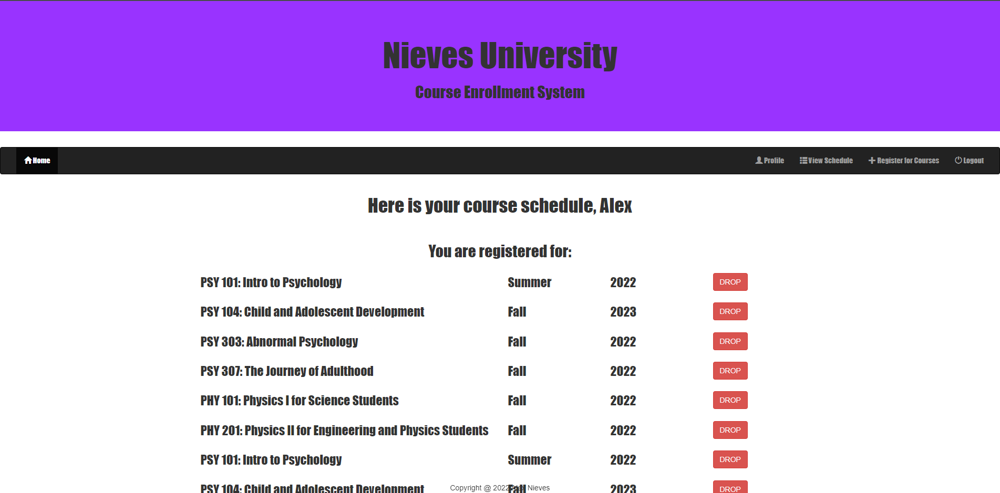 Nieves University
Course Enrollment System
Home Profile View Schedule Register for Courses Logout
Here is your course schedule, Alex
You are registered for:
PSY 101: Intro to Psychology Summer 2022 DROP
PSY 104: Child and Adolescent Development Fall 2023 DROP
PSY 303: Abnormal Psychology Fall 2022 DROP
PSY 307: The Journey of Adulthood Fall 2022 DROP
PHY 101: Physics I for Science Students Fall 2022 DROP
PHY 201: Physics II for Engineering and Physics Students Fall 2022 DROP
PSY 101: Intro to Psychology Summer 2022 DROP
PSY 104: Child and Adolescent Development Fall 2023 DROP
Copyright @ 2022 Alex Nieves